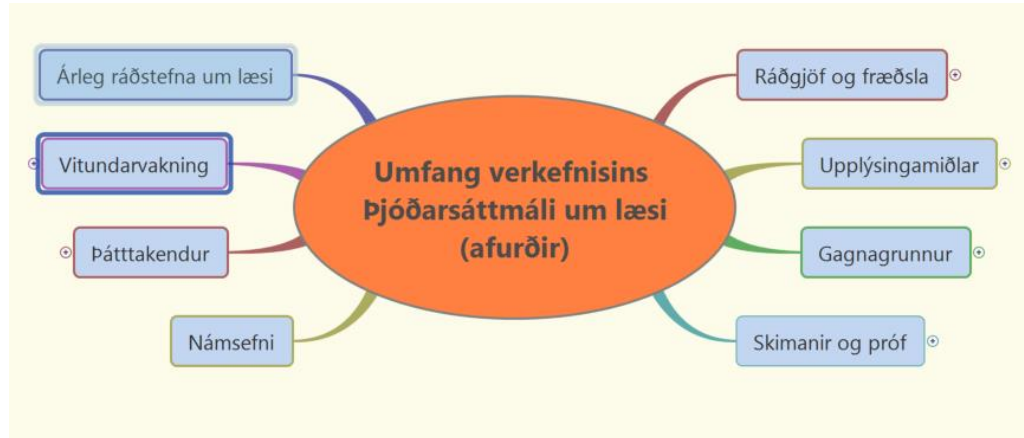 Árleg ráðstefna um læsi
Vitundarvakning
Þátttakendur
Námsefni
Umfang verkefnisins
Þjóðarsáttmáli um læsi
(afurðir)
Ráðgjöf og fræðsla
Upplýsingamiðlar
Gagnagrunnur
Skimanir og próf